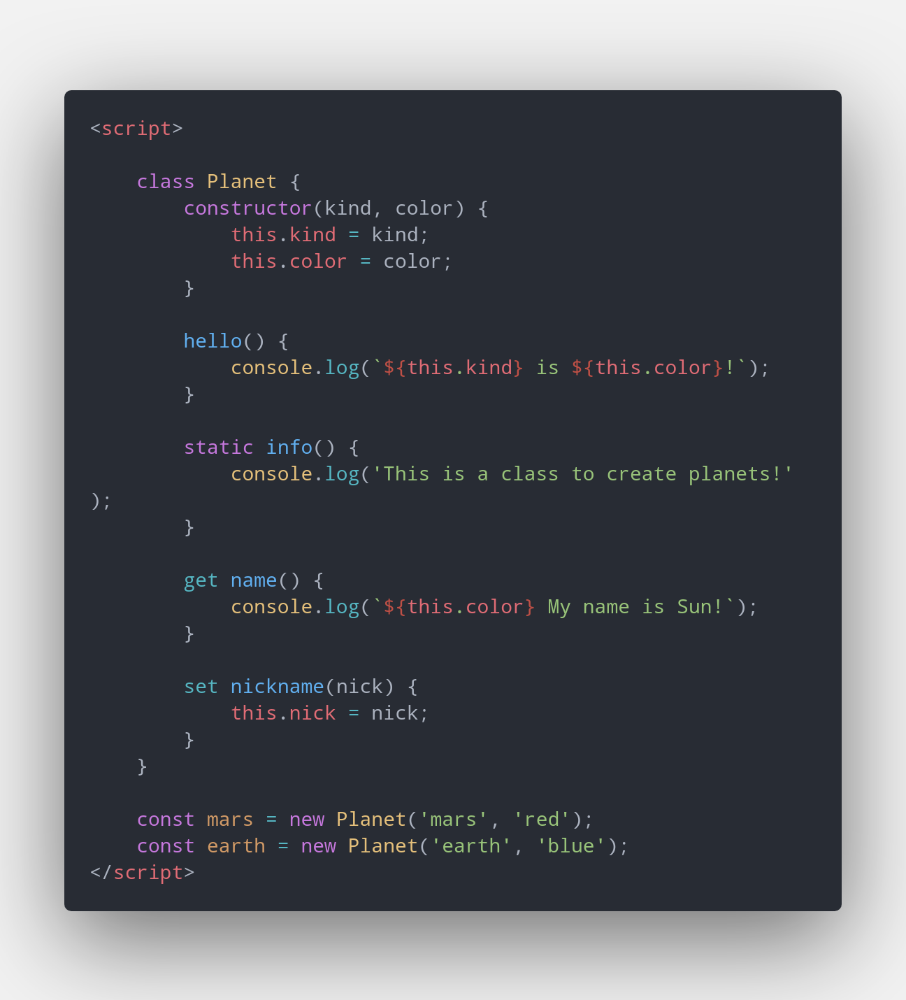 <script>

    class Planet {
        constructor(kind, color) {
            this.kind = kind;
            this.color = color;
        }

        hello() {
            console.log(`${this.kind} is ${this.color}!`);
        }

        static info() {
            console.log('This is a class to create planets!'
);
        }

        get name() {
            console.log(`${this.color} My name is Sun!`);
        }

        set nickname(nick) {
            this.nick = nick;
        }
    }

    const mars = new Planet('mars', 'red');
    const earth = new Planet('earth', 'blue');
</script>